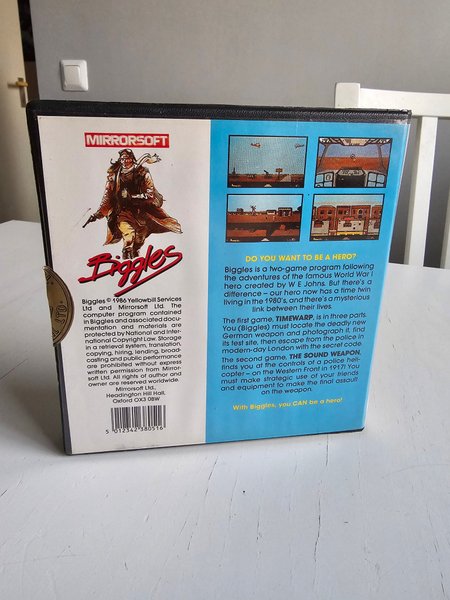 MIRRORSOFT
Biggles
Biggles © 1986 Yellowbill Services
Ltd and Mirrorsoft Ltd. The
computer program contained
in Biggles and associated docu-
mentation and materials are
protected by National and Inter-
national Copyright Law. Storage
in a retrieval system, translation,
copying, hiring, lending, broad-
casting and public performance
are prohibited without express
written permission from Mirror-
soft Ltd. All rights of author and
owner are reserved worldwide.
Mirrorsoft Ltd.,
Headington Hill Hall,
Oxford OX3 0BW
5 012342 380516
DO YOU WANT TO BE A HERO?
Biggles is a two-game program following
the adventures of the famous World War I
hero created by W E Johns. But there's a
difference – our hero now has a time twin
living in the 1980's, and there's a mysterious
link between their lives.
The first game, TIMEWARP, is in three parts.
You (Biggles) must locate the deadly new
German weapon and photograph it, find
its test site, then escape from the police in
modern-day London with the secret code.
The second game, THE SOUND WEAPON,
finds you at the controls of a police heli-
copter – on the Western Front in 1917! You
must make strategic use of your friends
and equipment to make the final assault
on the weapon.
With Biggles, you CAN be a hero!